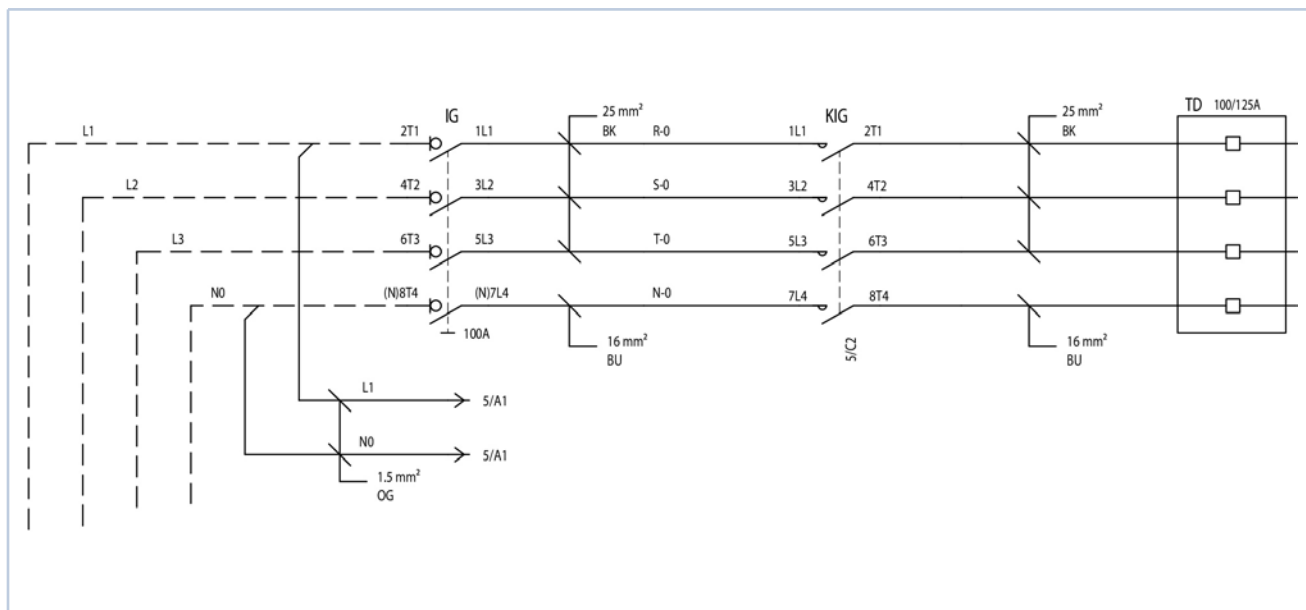 IG
25 mm²
KIG
25 mm²
TD 100/125A
L1
2T1
1L1
BK
R-0
1L1
2T1
BK
L2
4T2
3L2
S-0
3L2
4T2
L3
6T3
5L3
T-0
5L3
6T3
N0
(N)8T4
(N)7L4
N-0
7L4
8T4
100A
16 mm²
BU
5/C2
16 mm²
BU
L1
5/A1
N0
5/A1
1.5 mm²
OG